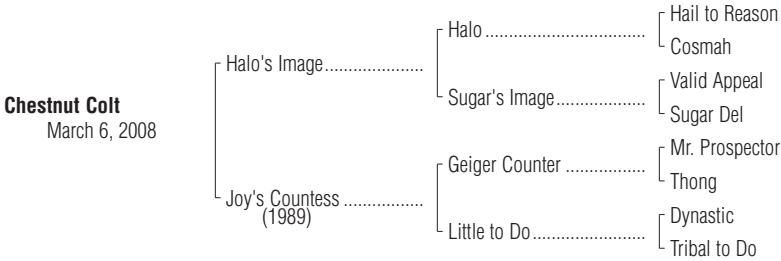 Chestnut Colt
March 6, 2008
Halo's Image....................
Joy's Countess .................
(1989)
Halo ..................................
Sugar's Image...................
Geiger Counter .................
Little to Do........................
Hail to Reason
Cosmah
Valid Appeal
Sugar Del
Mr. Prospector
Thong
Dynastic
Tribal to Do